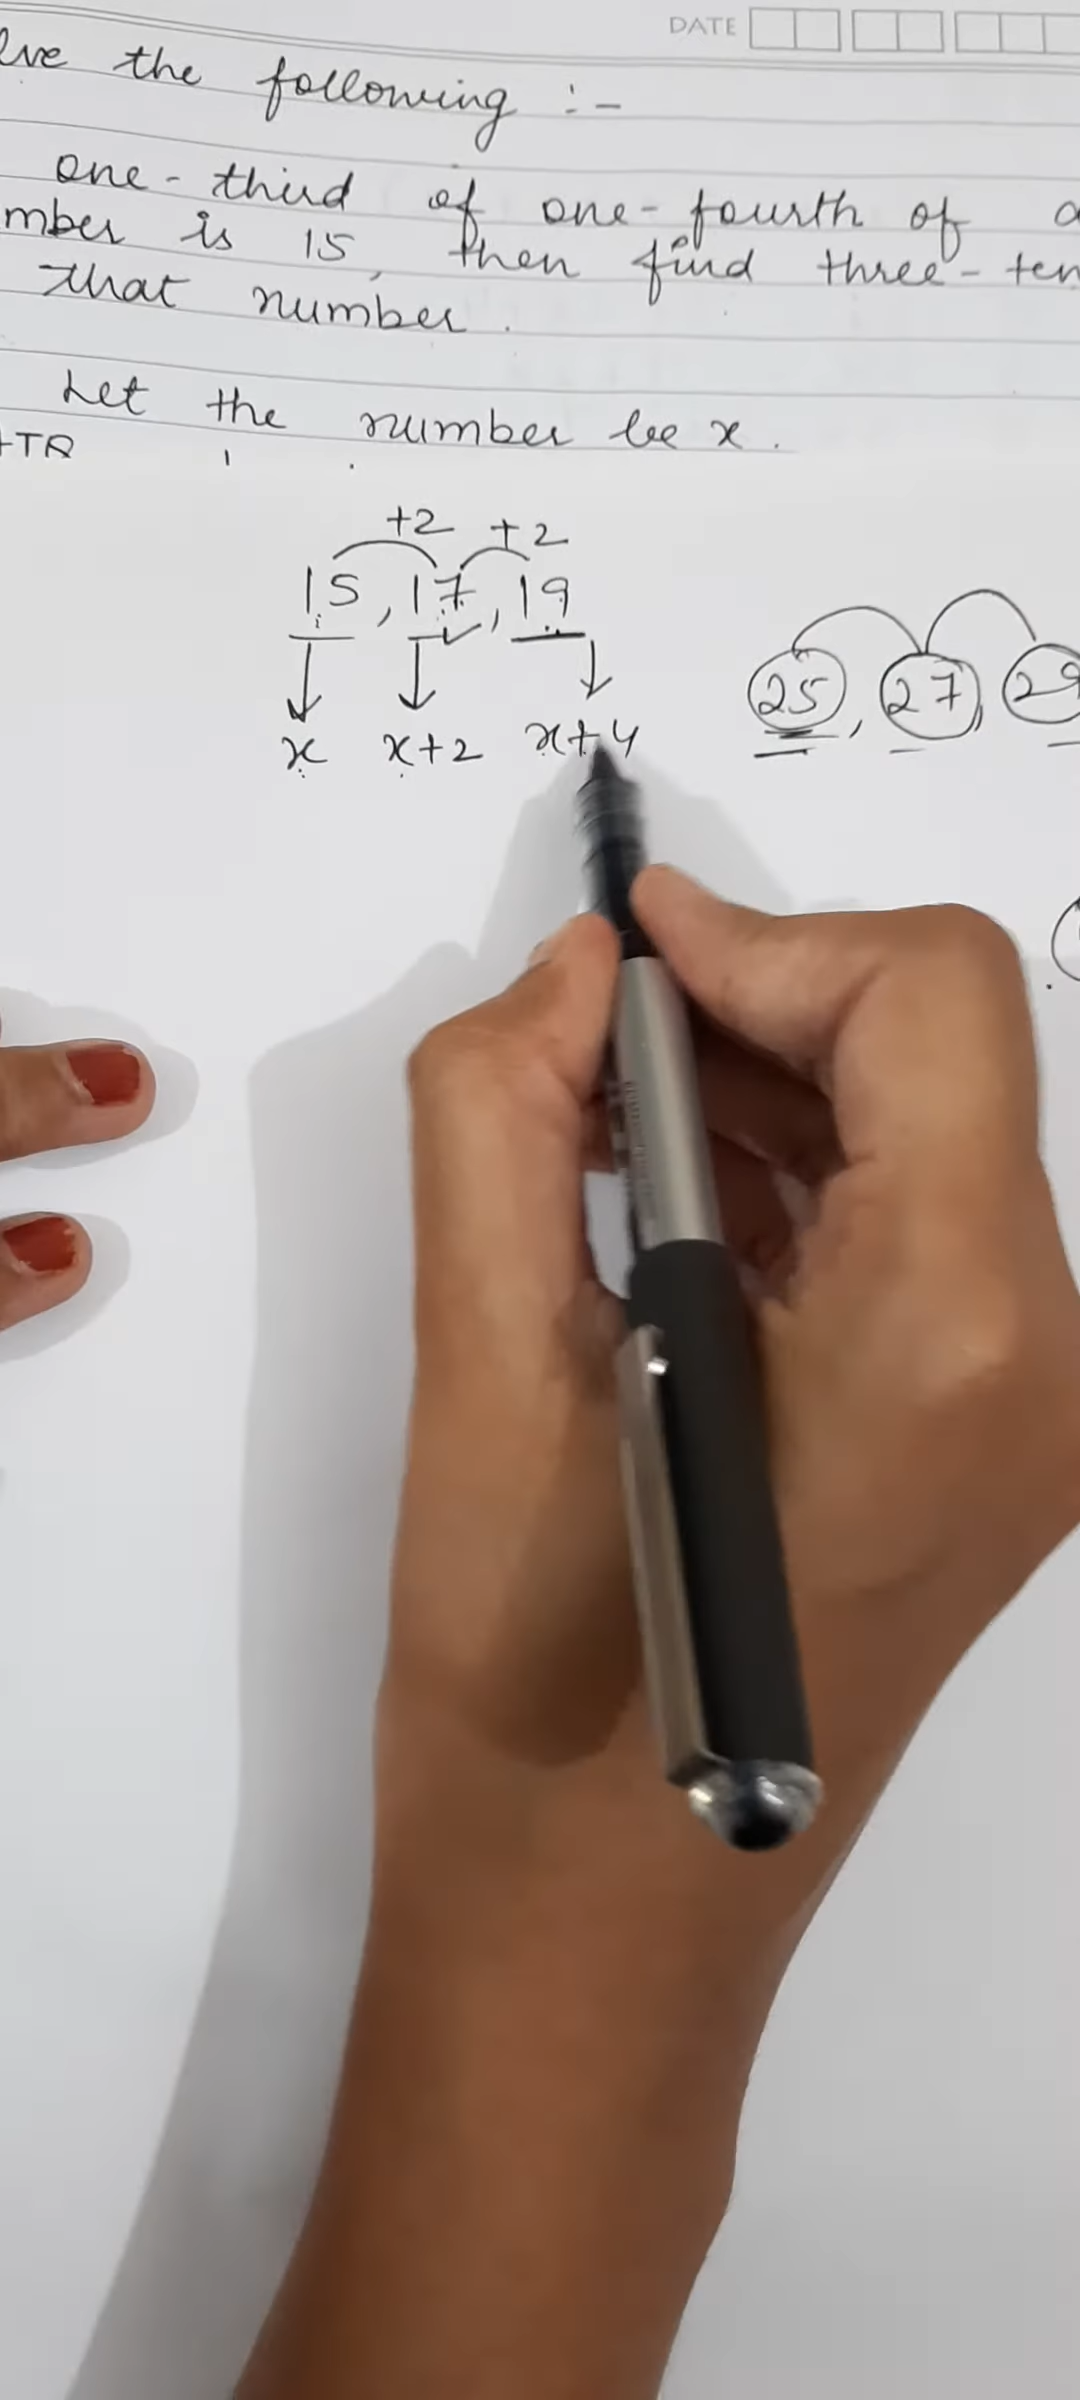 DATE
the following :-
one-third of one-fourth of
is 15, then find three-
that number.
Let the number be x.
+2 +2
15, 17, 19
25, 27, 29
x x+2 x+4